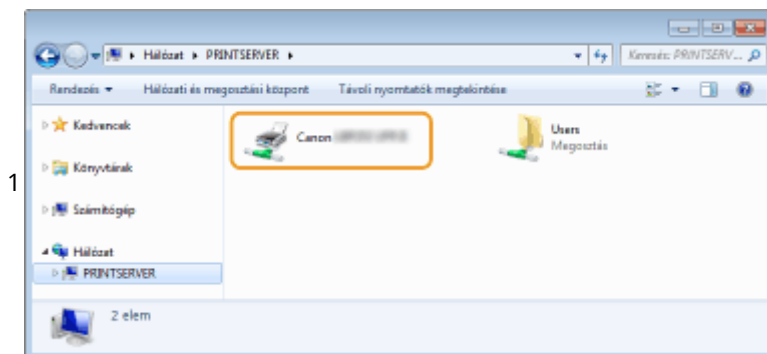 Hálózat ▸ PRINTSERVER ▸
Keresés: PRINTSERV...
Rendezés ▾ Hálózati és megosztási központ Távoli nyomtatók megtekintése
Kedvencek
Könyvtárak
Számítógép
Hálózat
PRINTSERVER
Canon
Users
Megosztás
2 elem
1